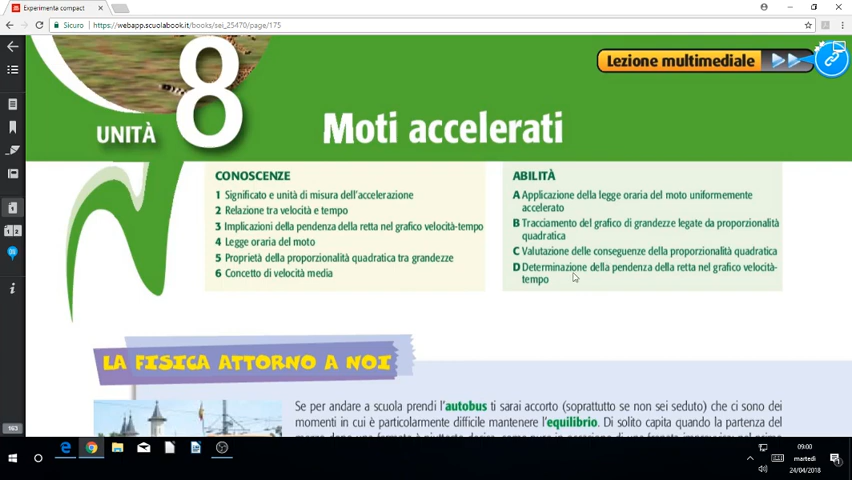 Experimenta compact
Sicuro
https://webapp.scuolabook.it/books/sei_25470/page/175
Lezione multimediale
UNITÀ 8
Moti accelerati
CONOSCENZE
1 Significato e unità di misura dell'accelerazione
2 Relazione tra velocità e tempo
3 Implicazioni della pendenza della retta nel grafico velocità-tempo
4 Legge oraria del moto
5 Proprietà della proporzionalità quadratica tra grandezze
6 Concetto di velocità media
ABILITÀ
A Applicazione della legge oraria del moto uniformemente
accelerato
B Tracciamento del grafico di grandezze legate da proporzionalità
quadratica
C Valutazione delle conseguenze della proporzionalità quadratica
D Determinazione della pendenza della retta nel grafico velocità-
tempo
LA FISICA ATTORNO A NOI
Se per andare a scuola prendi l'autobus ti sarai accorto (soprattutto se non sei seduto) che ci sono dei
momenti in cui è particolarmente difficile mantenere l'equilibrio. Di solito capita quando la partenza del
163
09:00
martedì
24/04/2018